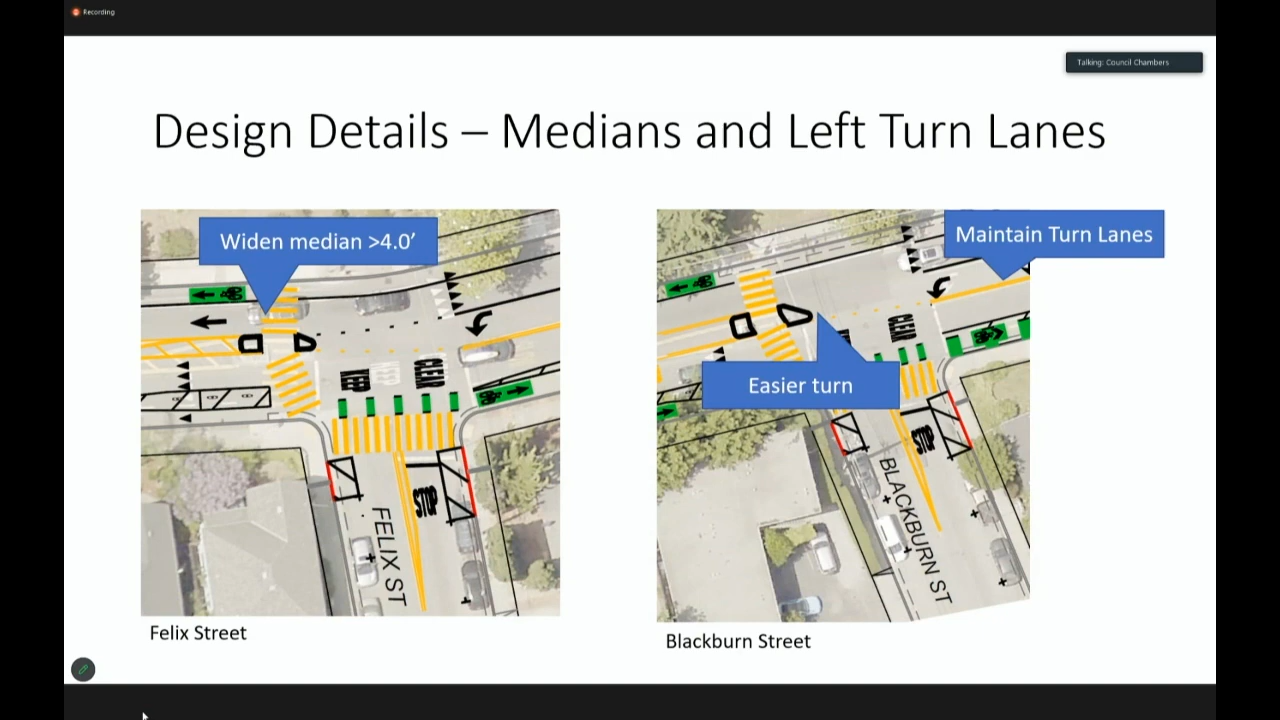 Recording
Talking: Council Chambers
Design Details – Medians and Left Turn Lanes
Widen median >4.0’
KEEP
KEEP
CLEAR
STOP
FELIX ST
Felix Street
Maintain Turn Lanes
CLEAR
Easier turn
STOP
BLACKBURN ST
Blackburn Street